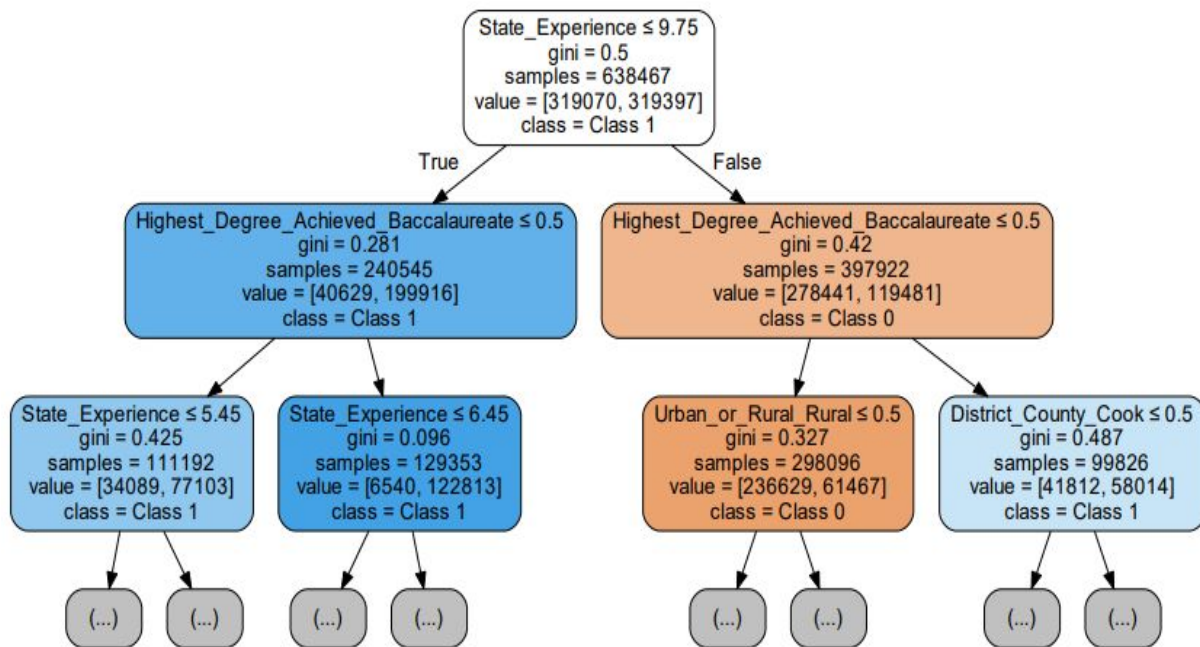 State_Experience ≤ 9.75
gini = 0.5
samples = 638467
value = [319070, 319397]
class = Class 1
True
False
Highest_Degree_Achieved_Baccalaureate ≤ 0.5
gini = 0.281
samples = 240545
value = [40629, 199916]
class = Class 1
Highest_Degree_Achieved_Baccalaureate ≤ 0.5
gini = 0.42
samples = 397922
value = [278441, 119481]
class = Class 0
State_Experience ≤ 5.45
gini = 0.425
samples = 111192
value = [34089, 77103]
class = Class 1
State_Experience ≤ 6.45
gini = 0.096
samples = 129353
value = [6540, 122813]
class = Class 1
Urban_or_Rural_Rural ≤ 0.5
gini = 0.327
samples = 298096
value = [236629, 61467]
class = Class 0
District_County_Cook ≤ 0.5
gini = 0.487
samples = 99826
value = [41812, 58014]
class = Class 1
(...)
(...)
(...)
(...)
(...)
(...)
(...)
(...)